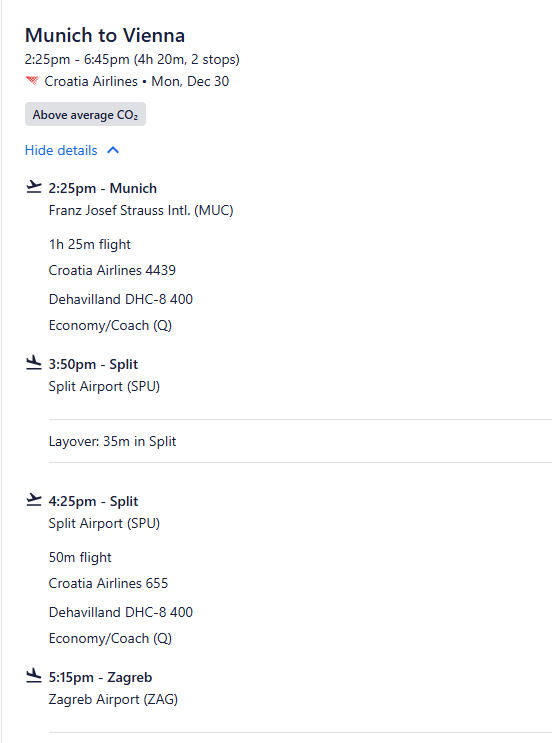 Munich to Vienna
2:25pm - 6:45pm (4h 20m, 2 stops)
Croatia Airlines • Mon, Dec 30
Above average CO₂
Hide details
2:25pm - Munich
Franz Josef Strauss Intl. (MUC)
1h 25m flight
Croatia Airlines 4439
Dehavilland DHC-8 400
Economy/Coach (Q)
3:50pm - Split
Split Airport (SPU)
Layover: 35m in Split
4:25pm - Split
Split Airport (SPU)
50m flight
Croatia Airlines 655
Dehavilland DHC-8 400
Economy/Coach (Q)
5:15pm - Zagreb
Zagreb Airport (ZAG)